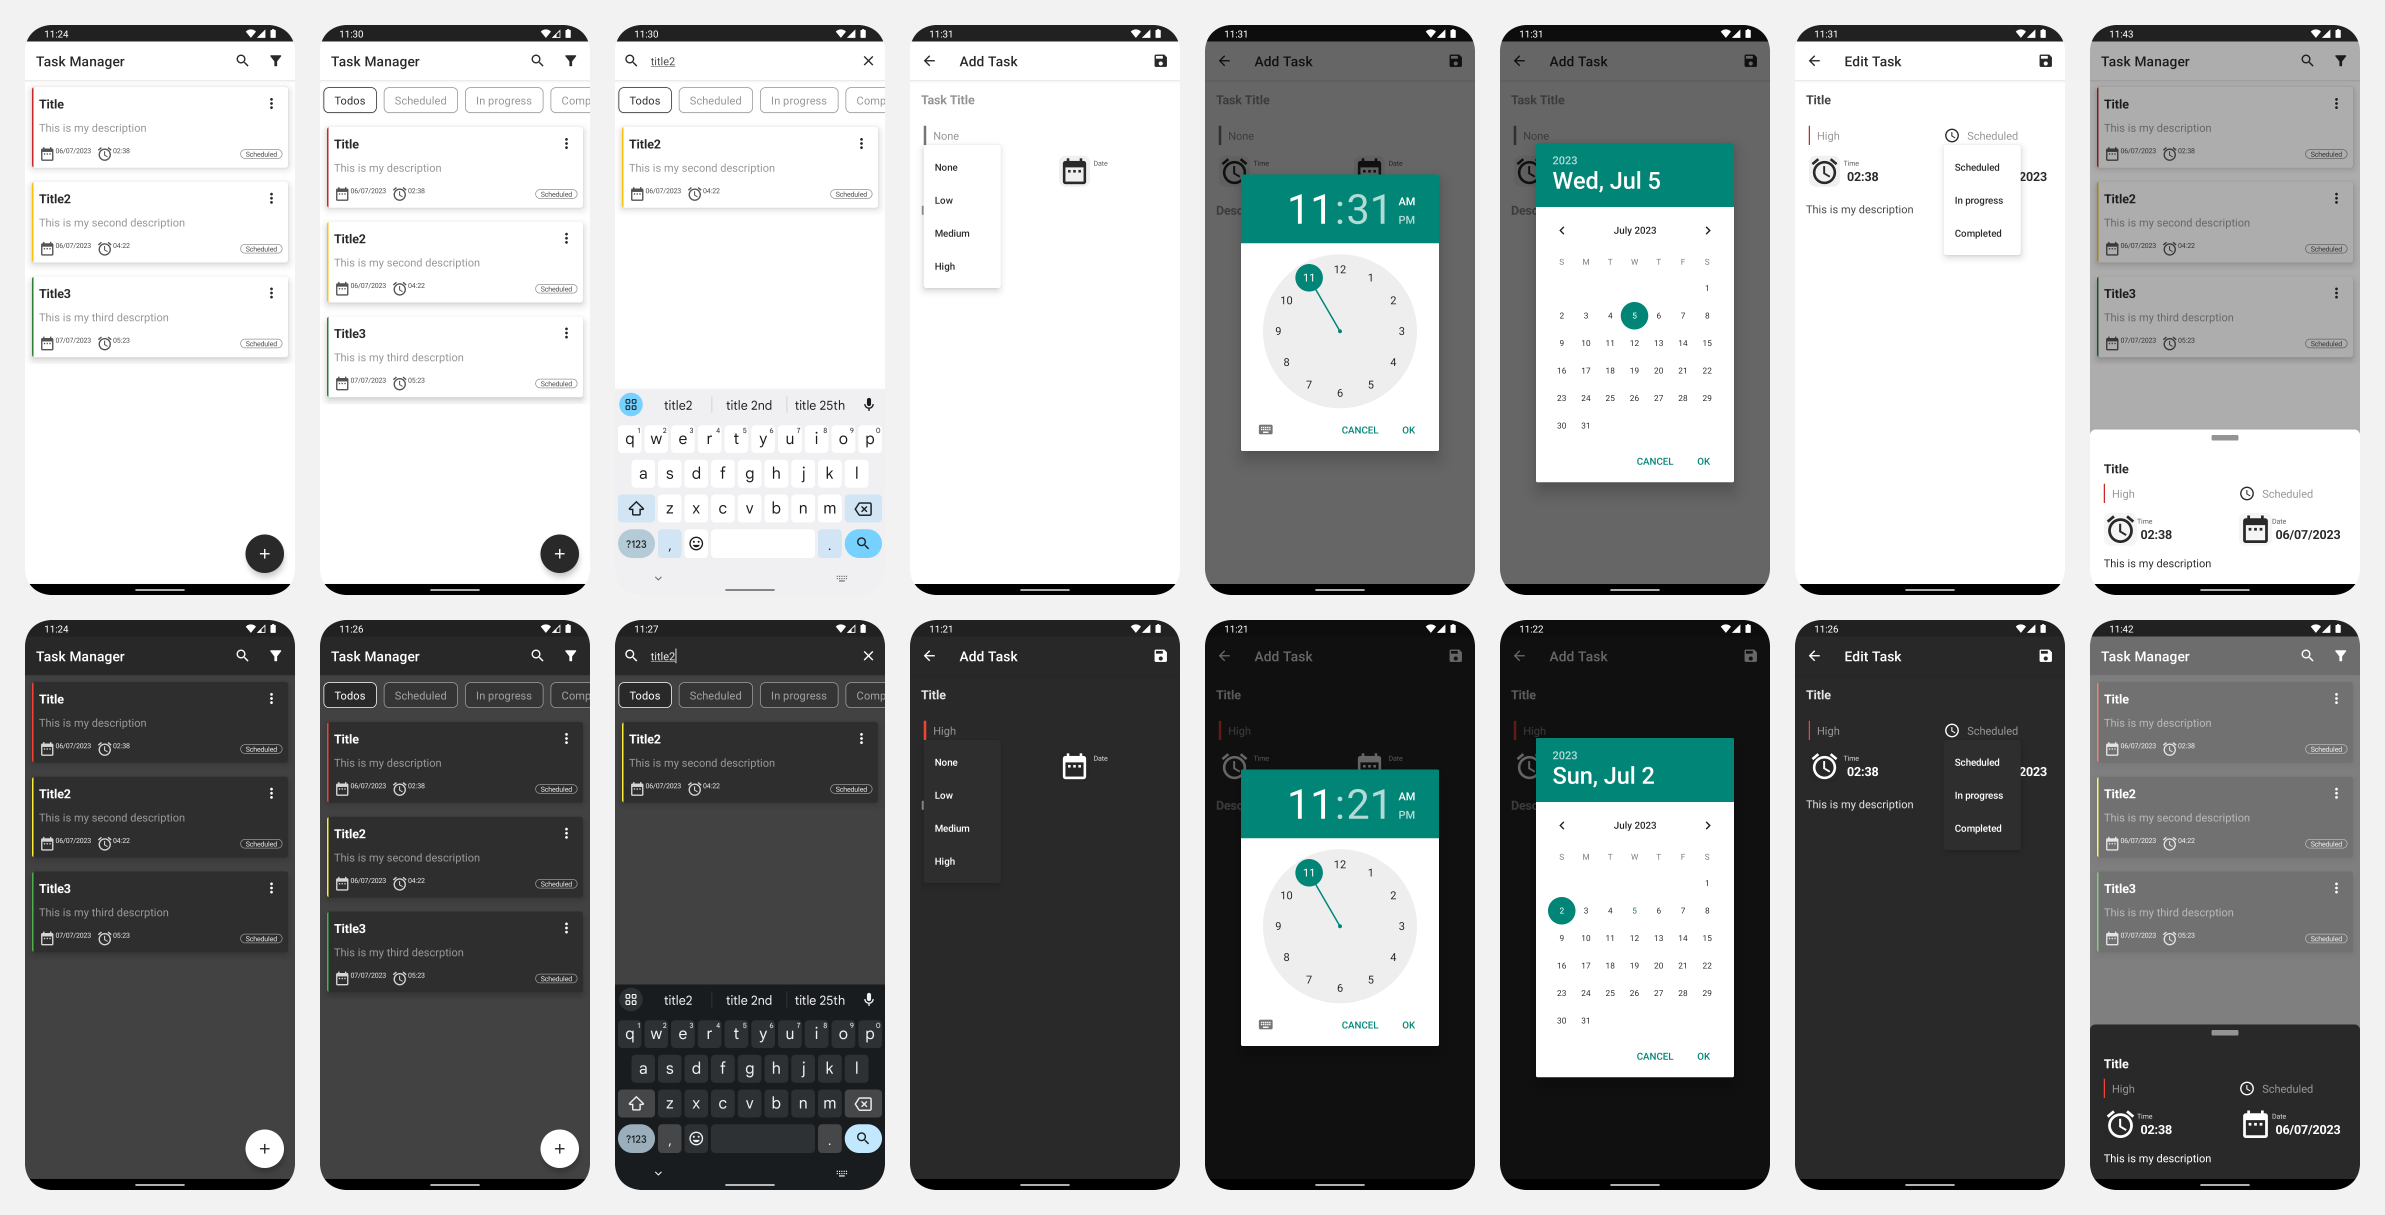 11:24
Task Manager
Title
This is my description
06/07/2023 02:38 Scheduled
Title2
This is my second description
06/07/2023 04:22 Scheduled
Title3
This is my third descrption
07/07/2023 05:23 Scheduled
+
11:30
Task Manager
Todos Scheduled In progress Comp
Title
This is my description
06/07/2023 02:38 Scheduled
Title2
This is my second description
06/07/2023 04:22 Scheduled
Title3
This is my third descrption
07/07/2023 05:23 Scheduled
+
11:30
title2
Todos Scheduled In progress Comp
Title2
This is my second description
06/07/2023 04:22 Scheduled
title2 title 2nd title 25th
q1 w2 e3 r4 t5 y6 u7 i8 o9 p0
a s d f g h j k l
z x c v b n m
?123 , .
11:31
Add Task
Task Title
None
None
Low
Medium
High
Date
11:31
Add Task
Task Title
None
Time Date
Desc
11:31 AM
PM
12 1 2 3 4 5 6 7 8 9 10 11
CANCEL OK
11:31
Add Task
Task Title
None
Time Date
Desc
2023
Wed, Jul 5
July 2023
S M T W T F S
1
2 3 4 5 6 7 8
9 10 11 12 13 14 15
16 17 18 19 20 21 22
23 24 25 26 27 28 29
30 31
CANCEL OK
11:31
Edit Task
Title
High Scheduled
Time
02:38 2023
Scheduled
In progress
Completed
This is my description
11:43
Task Manager
Title
This is my description
06/07/2023 02:38 Scheduled
Title2
This is my second description
06/07/2023 04:22 Scheduled
Title3
This is my third descrption
07/07/2023 05:23 Scheduled
Title
High Scheduled
Time Date
02:38 06/07/2023
This is my description
11:24
Task Manager
Title
This is my description
06/07/2023 02:38 Scheduled
Title2
This is my second description
06/07/2023 04:22 Scheduled
Title3
This is my third descrption
07/07/2023 05:23 Scheduled
+
11:26
Task Manager
Todos Scheduled In progress Comp
Title
This is my description
06/07/2023 02:38 Scheduled
Title2
This is my second description
06/07/2023 04:22 Scheduled
Title3
This is my third descrption
07/07/2023 05:23 Scheduled
+
11:27
title2
Todos Scheduled In progress Comp
Title2
This is my second description
06/07/2023 04:22 Scheduled
title2 title 2nd title 25th
q1 w2 e3 r4 t5 y6 u7 i8 o9 p0
a s d f g h j k l
z x c v b n m
?123 , .
11:21
Add Task
Title
High
None
Low
Medium
High
Date
11:21
Add Task
Title
High
Time Date
Desc
11:21 AM
PM
12 1 2 3 4 5 6 7 8 9 10 11
CANCEL OK
11:22
Add Task
Title
High
Time Date
Desc
2023
Sun, Jul 2
July 2023
S M T W T F S
1
2 3 4 5 6 7 8
9 10 11 12 13 14 15
16 17 18 19 20 21 22
23 24 25 26 27 28 29
30 31
CANCEL OK
11:26
Edit Task
Title
High Scheduled
Time
02:38 2023
Scheduled
In progress
Completed
This is my description
11:42
Task Manager
Title
This is my description
06/07/2023 02:38 Scheduled
Title2
This is my second description
06/07/2023 04:22 Scheduled
Title3
This is my third descrption
07/07/2023 05:23 Scheduled
Title
High Scheduled
Time Date
02:38 06/07/2023
This is my description